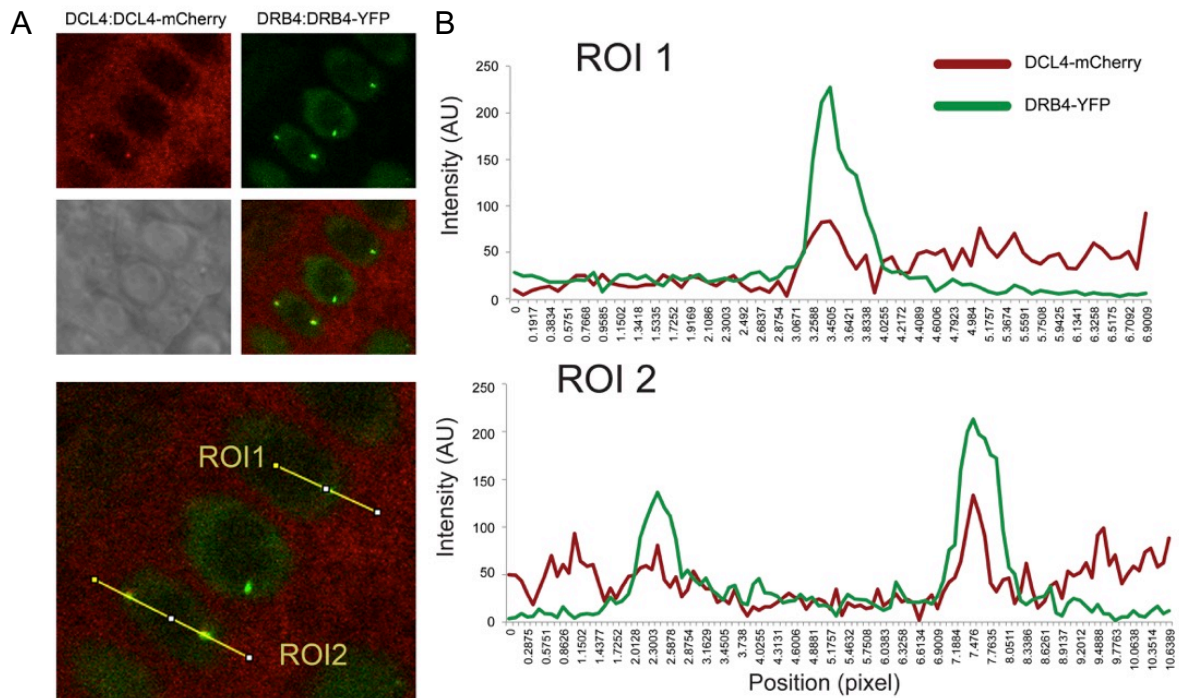 A
DCL4:DCL4-mCherry DRB4:DRB4-YFP
ROI1
ROI2
B
ROI 1
DCL4-mCherry
DRB4-YFP
Intensity (AU)
250
200
150
100
50
0
0 0.1917 0.3834 0.5751 0.7668 0.9585 1.1502 1.3418 1.5335 1.7252 1.9169 2.1086 2.3003 2.492 2.6837 2.8754 3.0671 3.2588 3.4505 3.6421 3.8338 4.0255 4.2172 4.4089 4.6006 4.7923 4.984 5.1757 5.3674 5.5591 5.7508 5.9425 6.1341 6.3258 6.5175 6.7092 6.9009
ROI 2
Intensity (AU)
250
200
150
100
50
0
0 0.2875 0.5751 0.8626 1.1502 1.4377 1.7252 2.0128 2.3003 2.5878 2.8754 3.1629 3.4505 3.738 4.0255 4.3131 4.6006 4.8881 5.1757 5.4632 5.7508 6.0383 6.3258 6.6134 6.9009 7.1884 7.476 7.7635 8.0511 8.3386 8.6261 8.9137 9.2012 9.4888 9.7763 10.0638 10.3514 10.6389
Position (pixel)